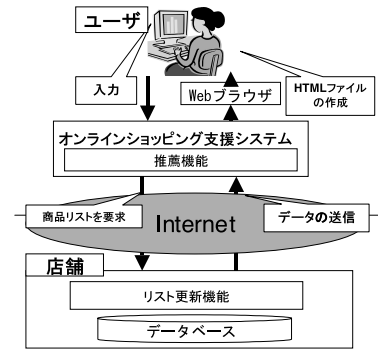 ユーザ
入力
Webブラウザ
HTMLファイル
の作成
オンラインショッピング支援システム
推薦機能
商品リストを要求
Internet
データの送信
店舗
リスト更新機能
データベース